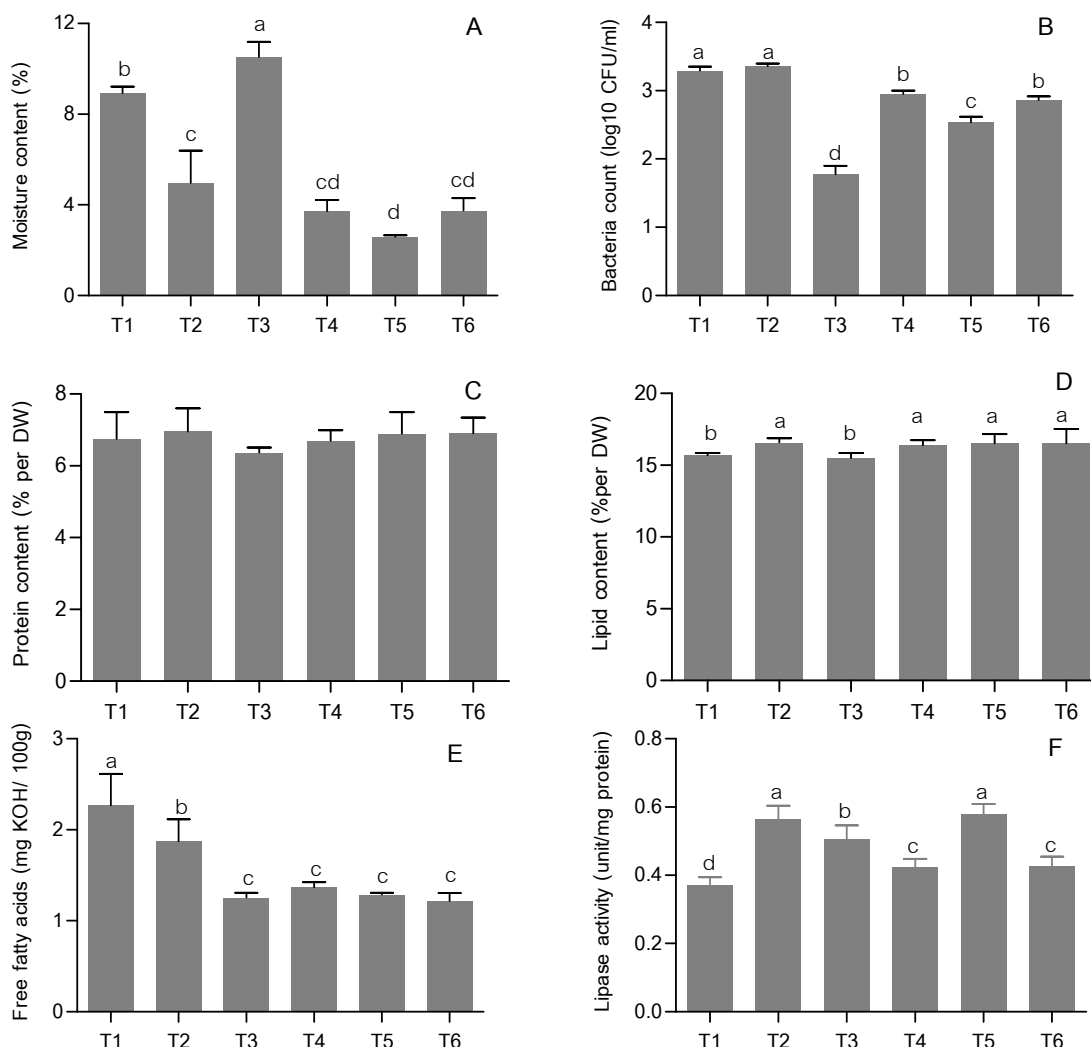 A
Moisture content (%)
12
8
4
0
b
c
a
cd
d
cd
T1 T2 T3 T4 T5 T6
B
Bacteria count (log10 CFU/ml)
4
3
2
1
0
a
a
d
b
c
b
T1 T2 T3 T4 T5 T6
C
Protein content (% per DW)
8
6
4
2
0
T1 T2 T3 T4 T5 T6
D
Lipid content (%per DW)
20
15
10
5
0
b
a
b
a
a
a
T1 T2 T3 T4 T5 T6
E
Free fatty acids (mg KOH/ 100g)
3
2
1
0
a
b
c
c
c
c
T1 T2 T3 T4 T5 T6
F
Lipase activity (unit/mg protein)
0.8
0.6
0.4
0.2
0.0
d
a
b
c
a
c
T1 T2 T3 T4 T5 T6